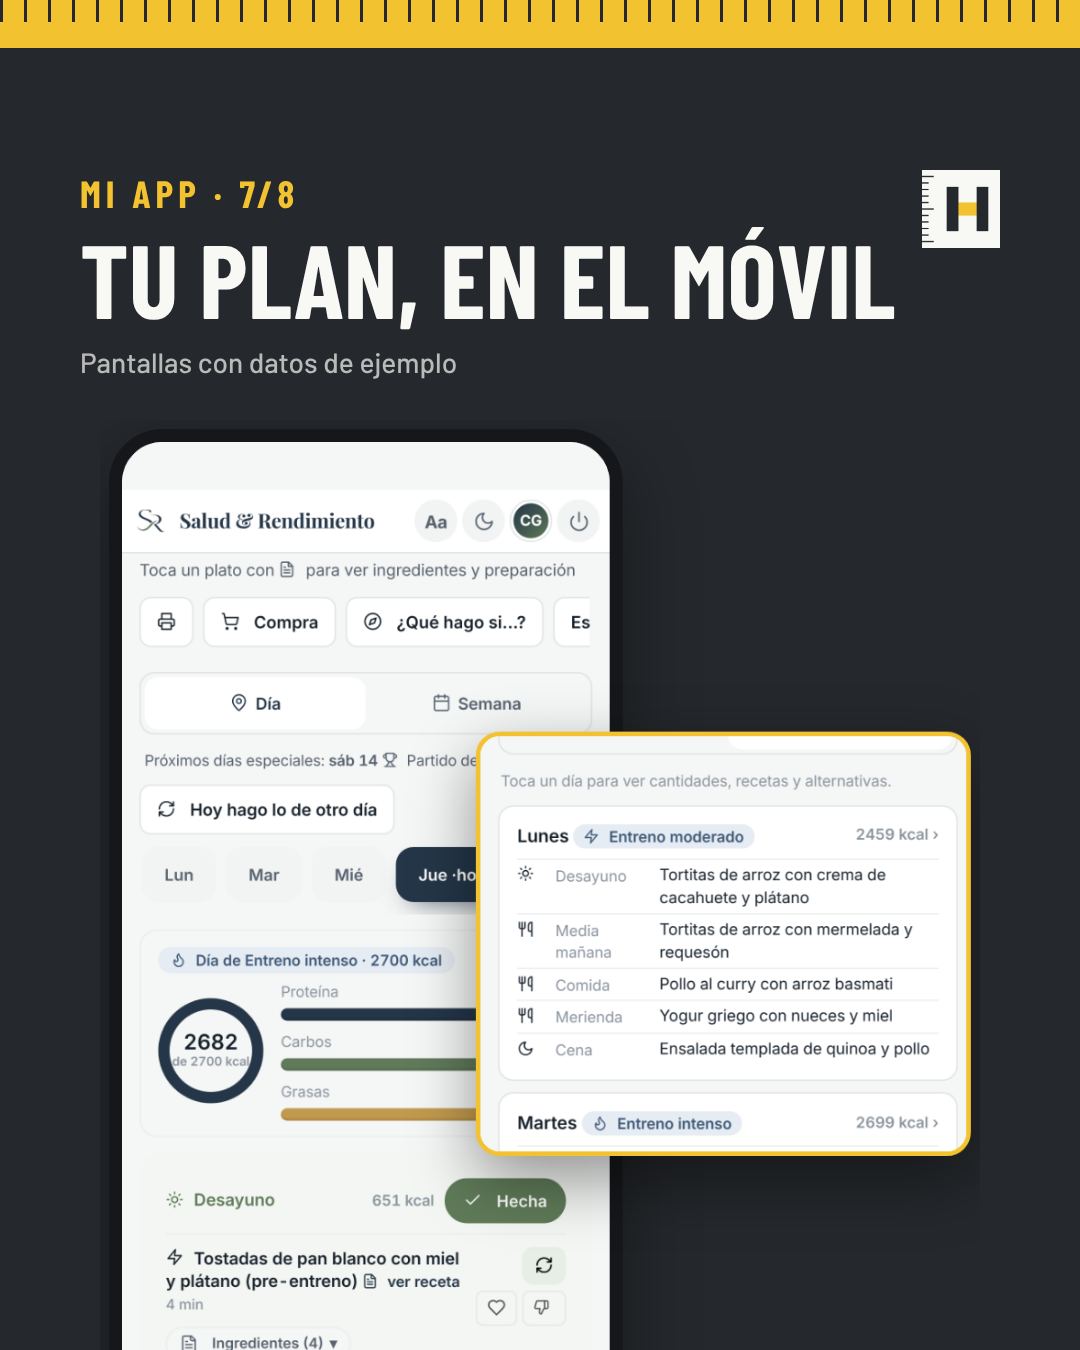 MI APP · 7/8
H
TU PLAN, EN EL MÓVIL
Pantallas con datos de ejemplo
SR Salud & Rendimiento Aa CG
Toca un plato con para ver ingredientes y preparación
Compra ¿Qué hago si...? Es
Día Semana
Próximos días especiales: sáb 14 Partido de
Hoy hago lo de otro día
Lun Mar Mié Jue ·ho
Día de Entreno intenso · 2700 kcal
Proteína
2682
de 2700 kcal
Carbos
Grasas
Toca un día para ver cantidades, recetas y alternativas.
Lunes Entreno moderado 2459 kcal ›
Desayuno Tortitas de arroz con crema de
cacahuete y plátano
Media Tortitas de arroz con mermelada y
mañana requesón
Comida Pollo al curry con arroz basmati
Merienda Yogur griego con nueces y miel
Cena Ensalada templada de quinoa y pollo
Martes Entreno intenso 2699 kcal ›
Desayuno 651 kcal Hecha
Tostadas de pan blanco con miel
y plátano (pre-entreno) ver receta
4 min
Ingredientes (4) ▾